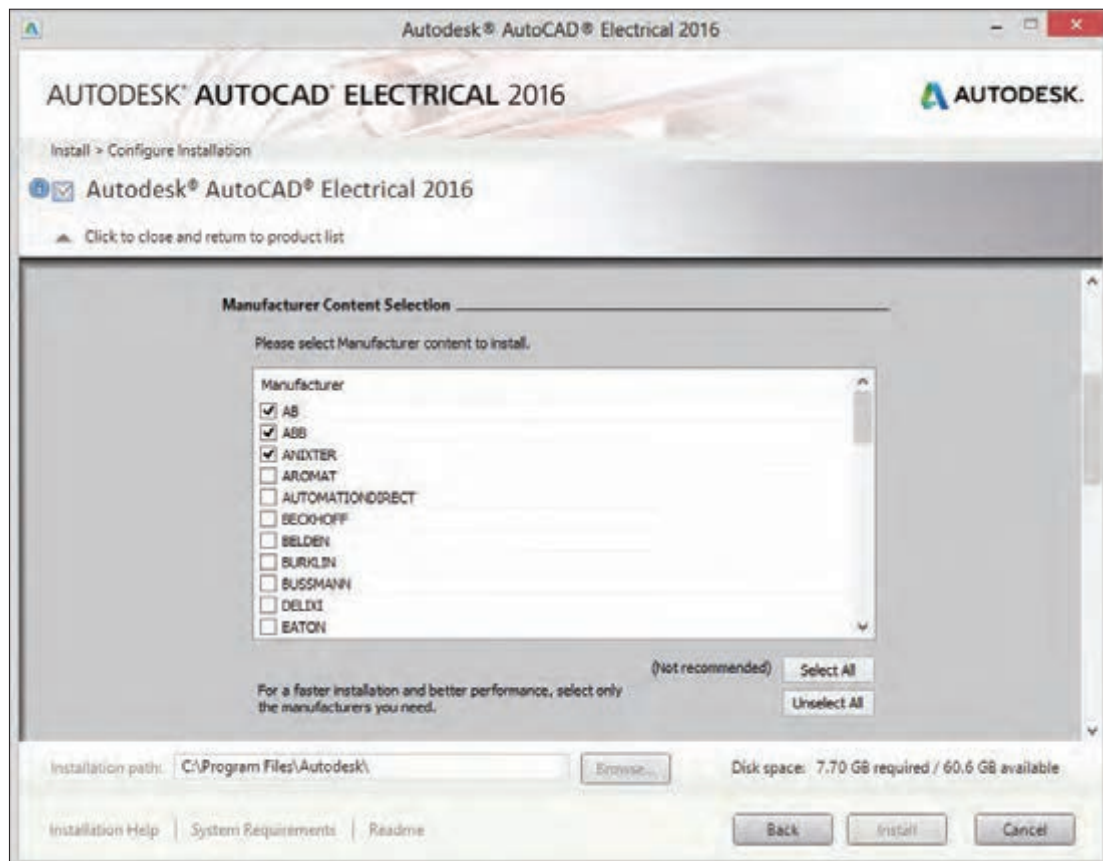 Autodesk® AutoCAD® Electrical 2016
AUTODESK® AUTOCAD® ELECTRICAL 2016
AUTODESK.
Install > Configure Installation
Autodesk® AutoCAD® Electrical 2016
Click to close and return to product list
Manufacturer Content Selection
Please select Manufacturer content to install.
Manufacturer
AB
ABB
ANIXTER
AROMAT
AUTOMATIONDIRECT
BECKHOFF
BELDEN
BURKLIN
BUSSMANN
DELIXI
EATON
(Not recommended) Select All
For a faster installation and better performance, select only
the manufacturers you need.
Unselect All
Installation path: C:\Program Files\Autodesk\ Browse... Disk space: 7.70 GB required / 60.6 GB available
Installation Help | System Requirements | Readme Back Install Cancel